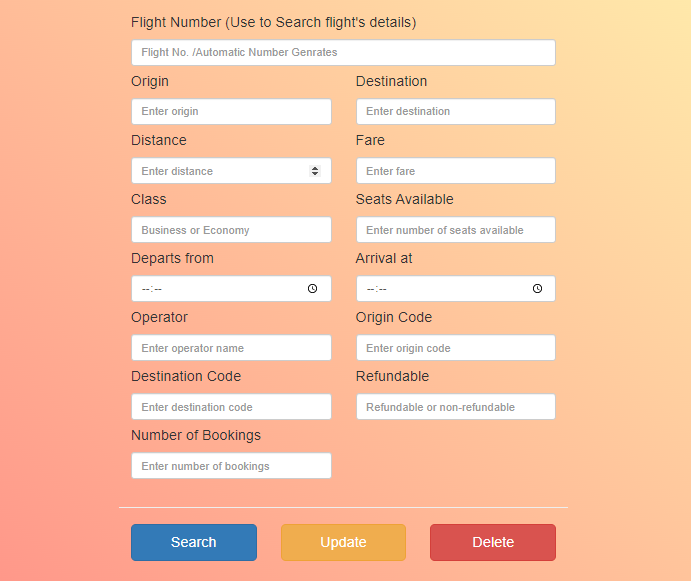 Flight Number (Use to Search flight's details)
Flight No. /Automatic Number Genrates
Origin
Destination
Enter origin
Enter destination
Distance
Fare
Enter distance
Enter fare
Class
Seats Available
Business or Economy
Enter number of seats available
Departs from
Arrival at
--:--
--:--
Operator
Origin Code
Enter operator name
Enter origin code
Destination Code
Refundable
Enter destination code
Refundable or non-refundable
Number of Bookings
Enter number of bookings
Search
Update
Delete